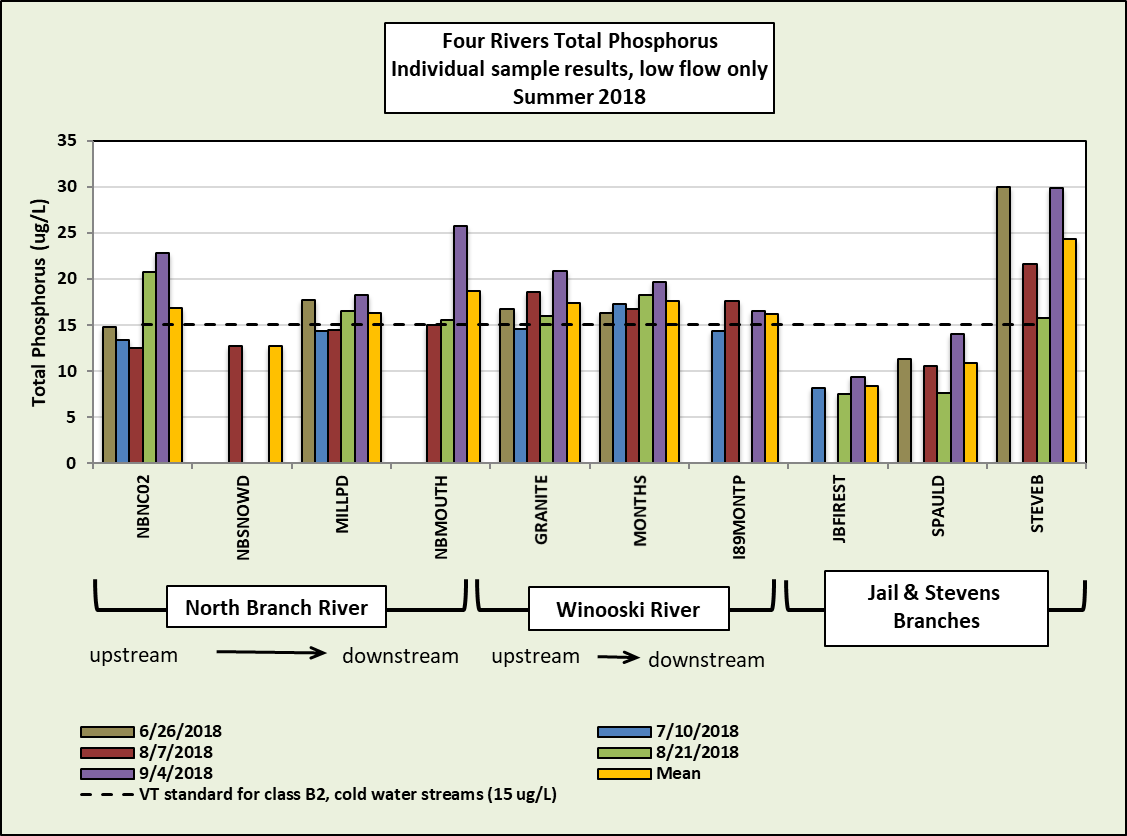 Four Rivers Total Phosphorus
Individual sample results, low flow only
Summer 2018
Total Phosphorus (ug/L)
35
30
25
20
15
10
5
0
NBNC02
NBSNOWD
MILLPD
NBMOUTH
GRANITE
MONTHS
I89MONTP
JBFIREST
SPAULD
STEVEB
North Branch River
Winooski River
Jail & Stevens
Branches
upstream
downstream
upstream
downstream
6/26/2018
7/10/2018
8/7/2018
8/21/2018
9/4/2018
Mean
VT standard for class B2, cold water streams (15 ug/L)